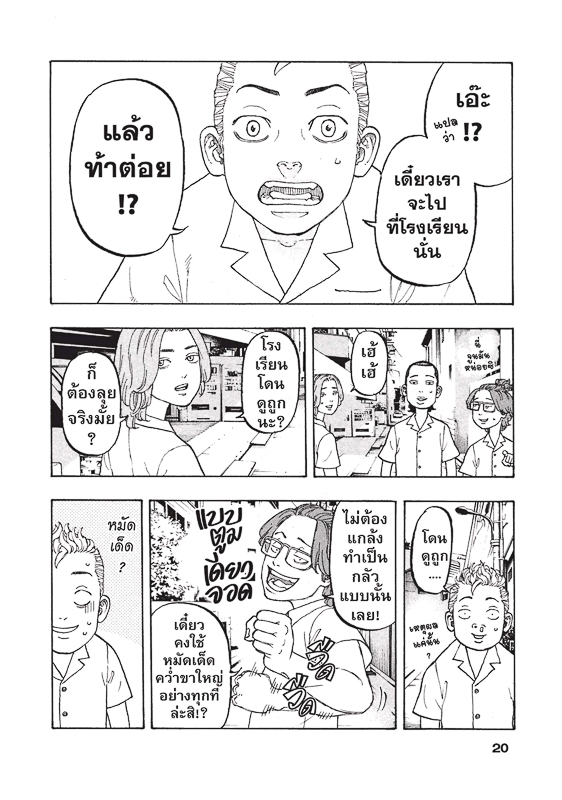 เอ๊ะ
!?
แปล
ว่า
เดี๋ยวเรา
จะไป
ที่โรงเรียน
นั่น
แล้ว
ท้าต่อย
!?
นี่
จูนมัน
หน่อยซิ
เฮ้
เฮ้
โรง
เรียน
โดน
ดูถูก
นะ?
ก็
ต้องลุย
จริงมั้ย
?
โดน
ดูถูก
....
เหตุผล
แค่นั้น
?
ไม่ต้อง
แกล้ง
ทำเป็น
กลัว
แบบนั้น
เลย!
แบบ
ตูม
เดียว
จอด
เดี๋ยว
คงใช้
หมัดเด็ด
คว่ำขาใหญ่
อย่างทุกที
ล่ะสิ!?
ขวัด
ขวัด
หมัด
เด็ด
?
20